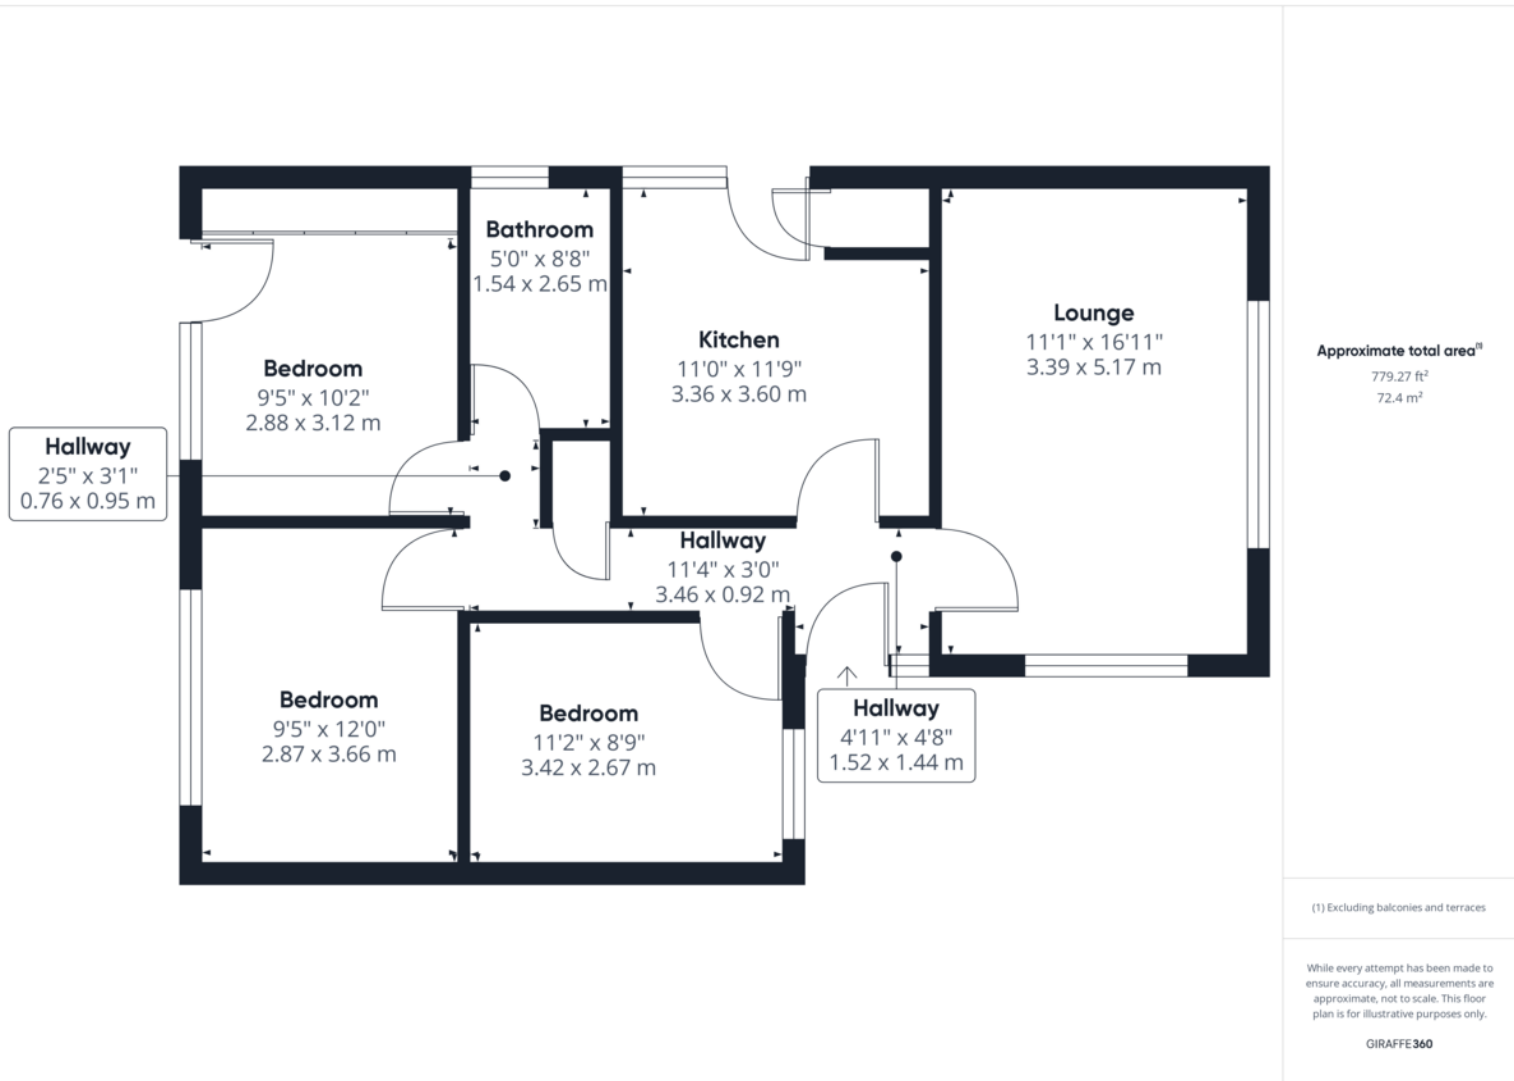 Bathroom
5'0" x 8'8"
1.54 x 2.65 m
Lounge
11'1" x 16'11"
3.39 x 5.17 m
Kitchen
11'0" x 11'9"
3.36 x 3.60 m
Bedroom
9'5" x 10'2"
2.88 x 3.12 m
Hallway
2'5" x 3'1"
0.76 x 0.95 m
Hallway
11'4" x 3'0"
3.46 x 0.92 m
Bedroom
9'5" x 12'0"
2.87 x 3.66 m
Bedroom
11'2" x 8'9"
3.42 x 2.67 m
Hallway
4'11" x 4'8"
1.52 x 1.44 m
Approximate total area(1)
779.27 ft²
72.4 m²
(1) Excluding balconies and terraces
While every attempt has been made to
ensure accuracy, all measurements are
approximate, not to scale. This floor
plan is for illustrative purposes only.
GIRAFFE360